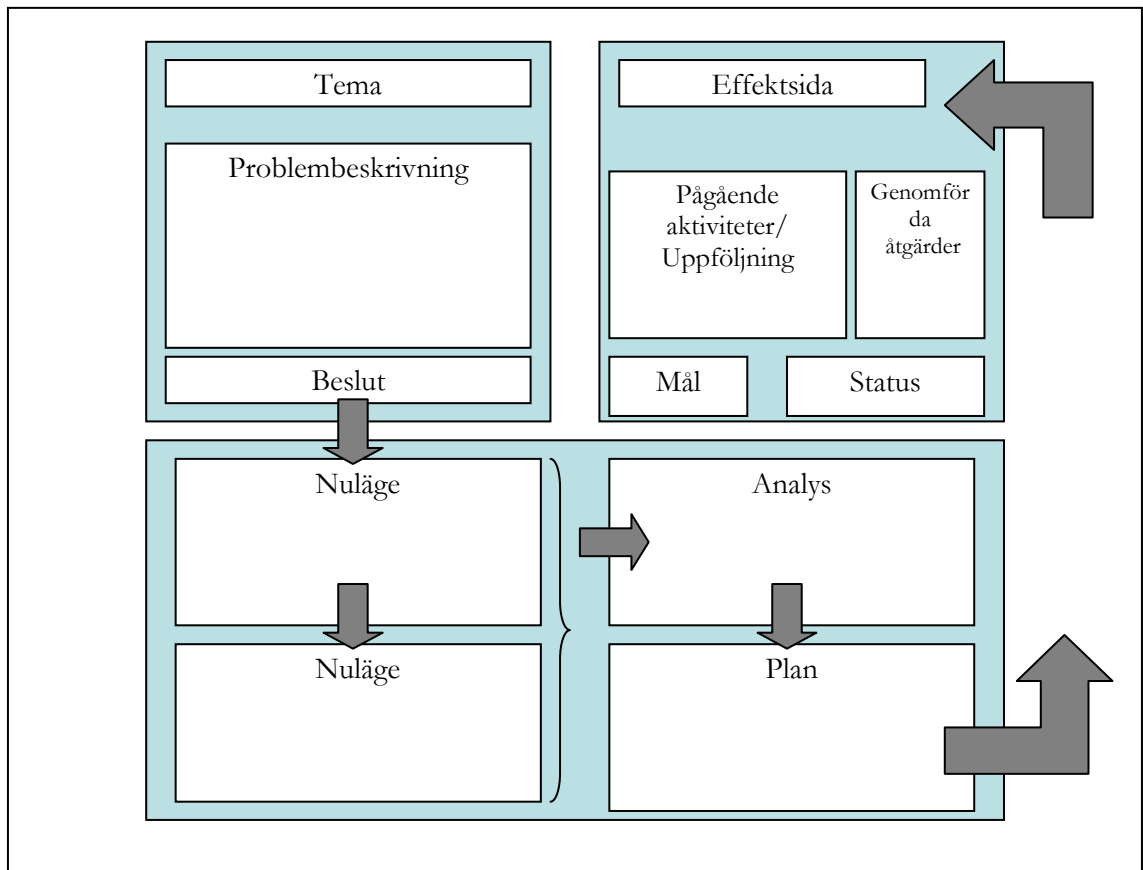 Tema
Problembeskrivning
Beslut
Effektsida
Pågående
aktiviteter/
Uppföljning
Genomför
da
åtgärder
Mål
Status
Nuläge
Nuläge
Analys
Plan